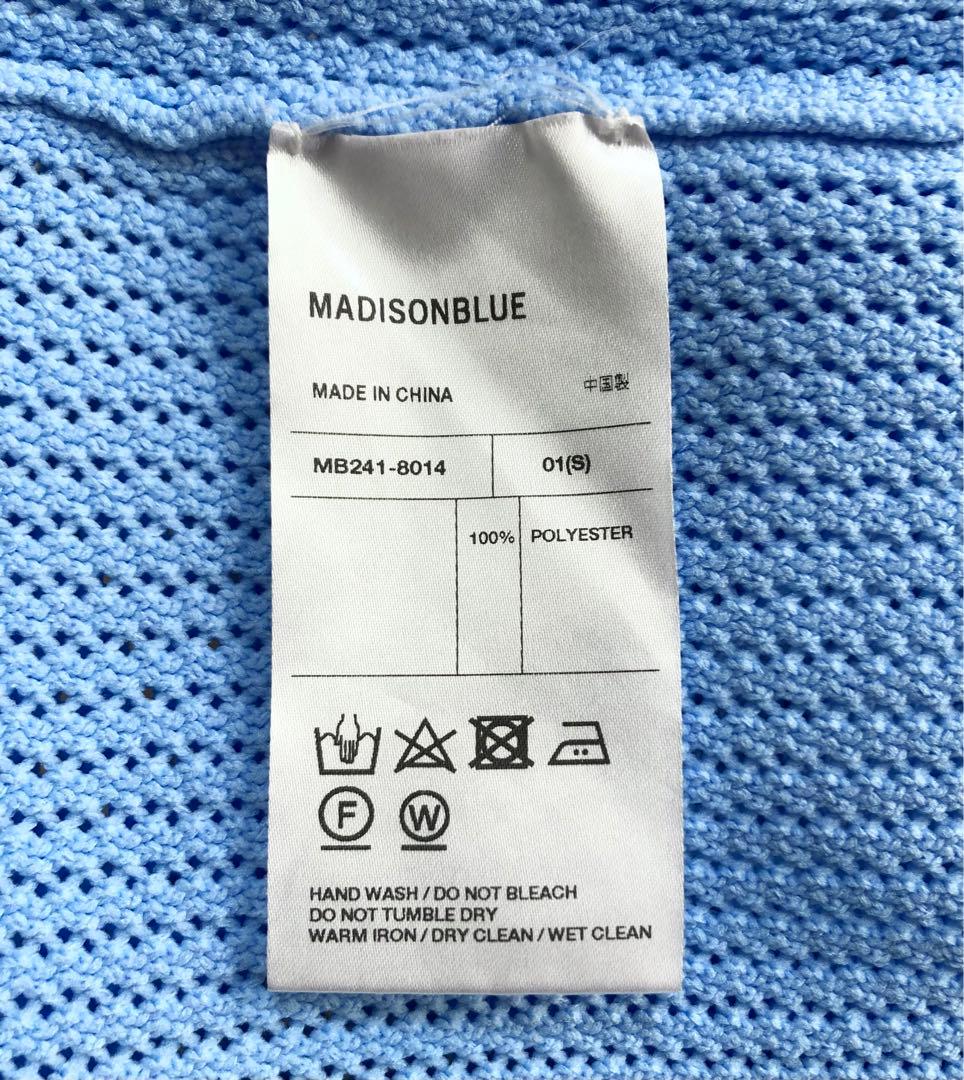 MADISONBLUE
MADE IN CHINA 中国製
MB241-8014 01(S)
100% POLYESTER
F W
HAND WASH / DO NOT BLEACH
DO NOT TUMBLE DRY
WARM IRON / DRY CLEAN / WET CLEAN